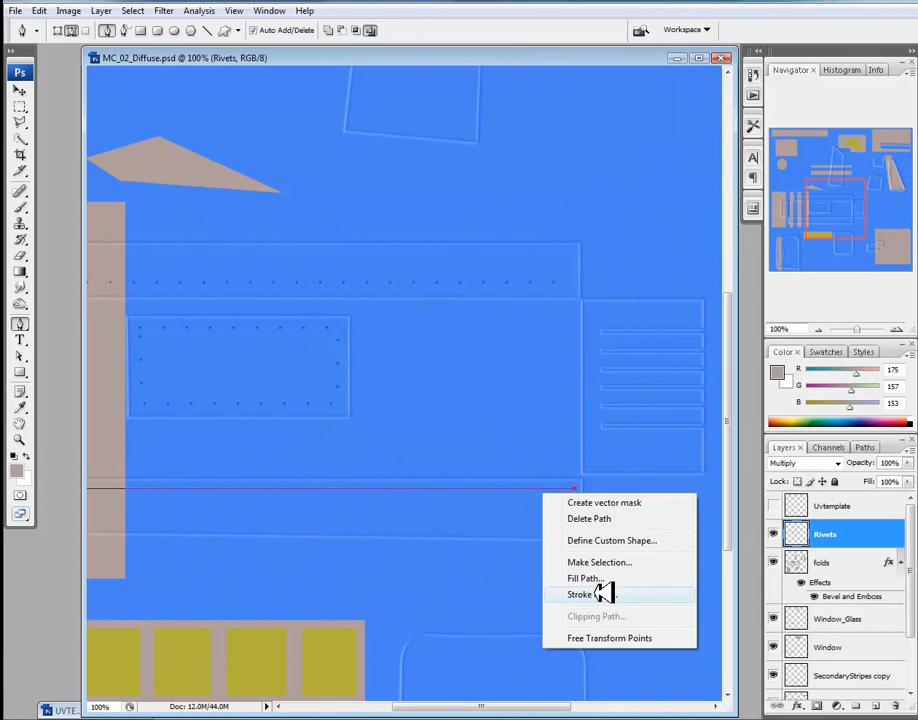 File Edit Image Layer Select Filter Analysis View Window Help
Auto Add/Delete
Workspace
Ps
MC_02_Diffuse.psd @ 100% (Rivets, RGB/8)
Navigator × Histogram Info
100%
Color × Swatches Styles
R 175
G 157
B 153
Layers × Channels Paths
Multiply Opacity: 100%
Lock: Fill: 100%
Uvtemplate
Rivets
folds fx
Effects
Bevel and Emboss
Window_Glass
Window
SecondaryStripes copy
Create vector mask
Delete Path
Define Custom Shape...
Make Selection...
Fill Path...
Stroke
Clipping Path...
Free Transform Points
T
A
100% Doc: 12.0M/44.0M
UVTE